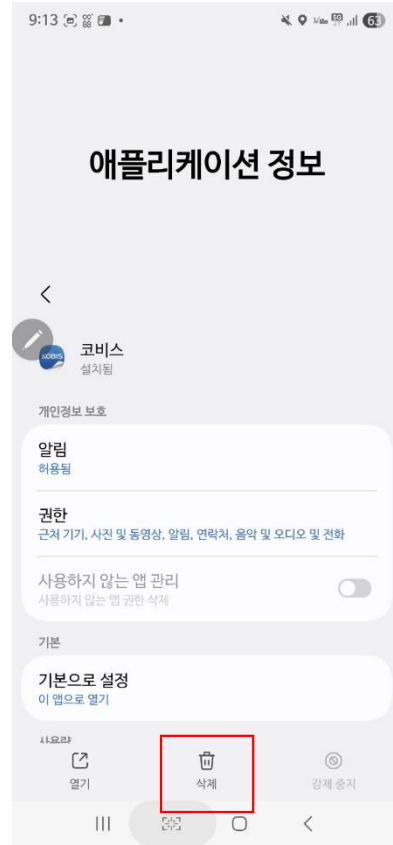 9:13
63
애플리케이션 정보
KOBIS
코비스
설치됨
개인정보 보호
알림
허용됨
권한
근처 기기, 사진 및 동영상, 알림, 연락처, 음악 및 오디오 및 전화
사용하지 않는 앱 관리
사용하지 않는 앱 권한 삭제
기본
기본으로 설정
이 앱으로 열기
사용량
열기
삭제
강제 중지